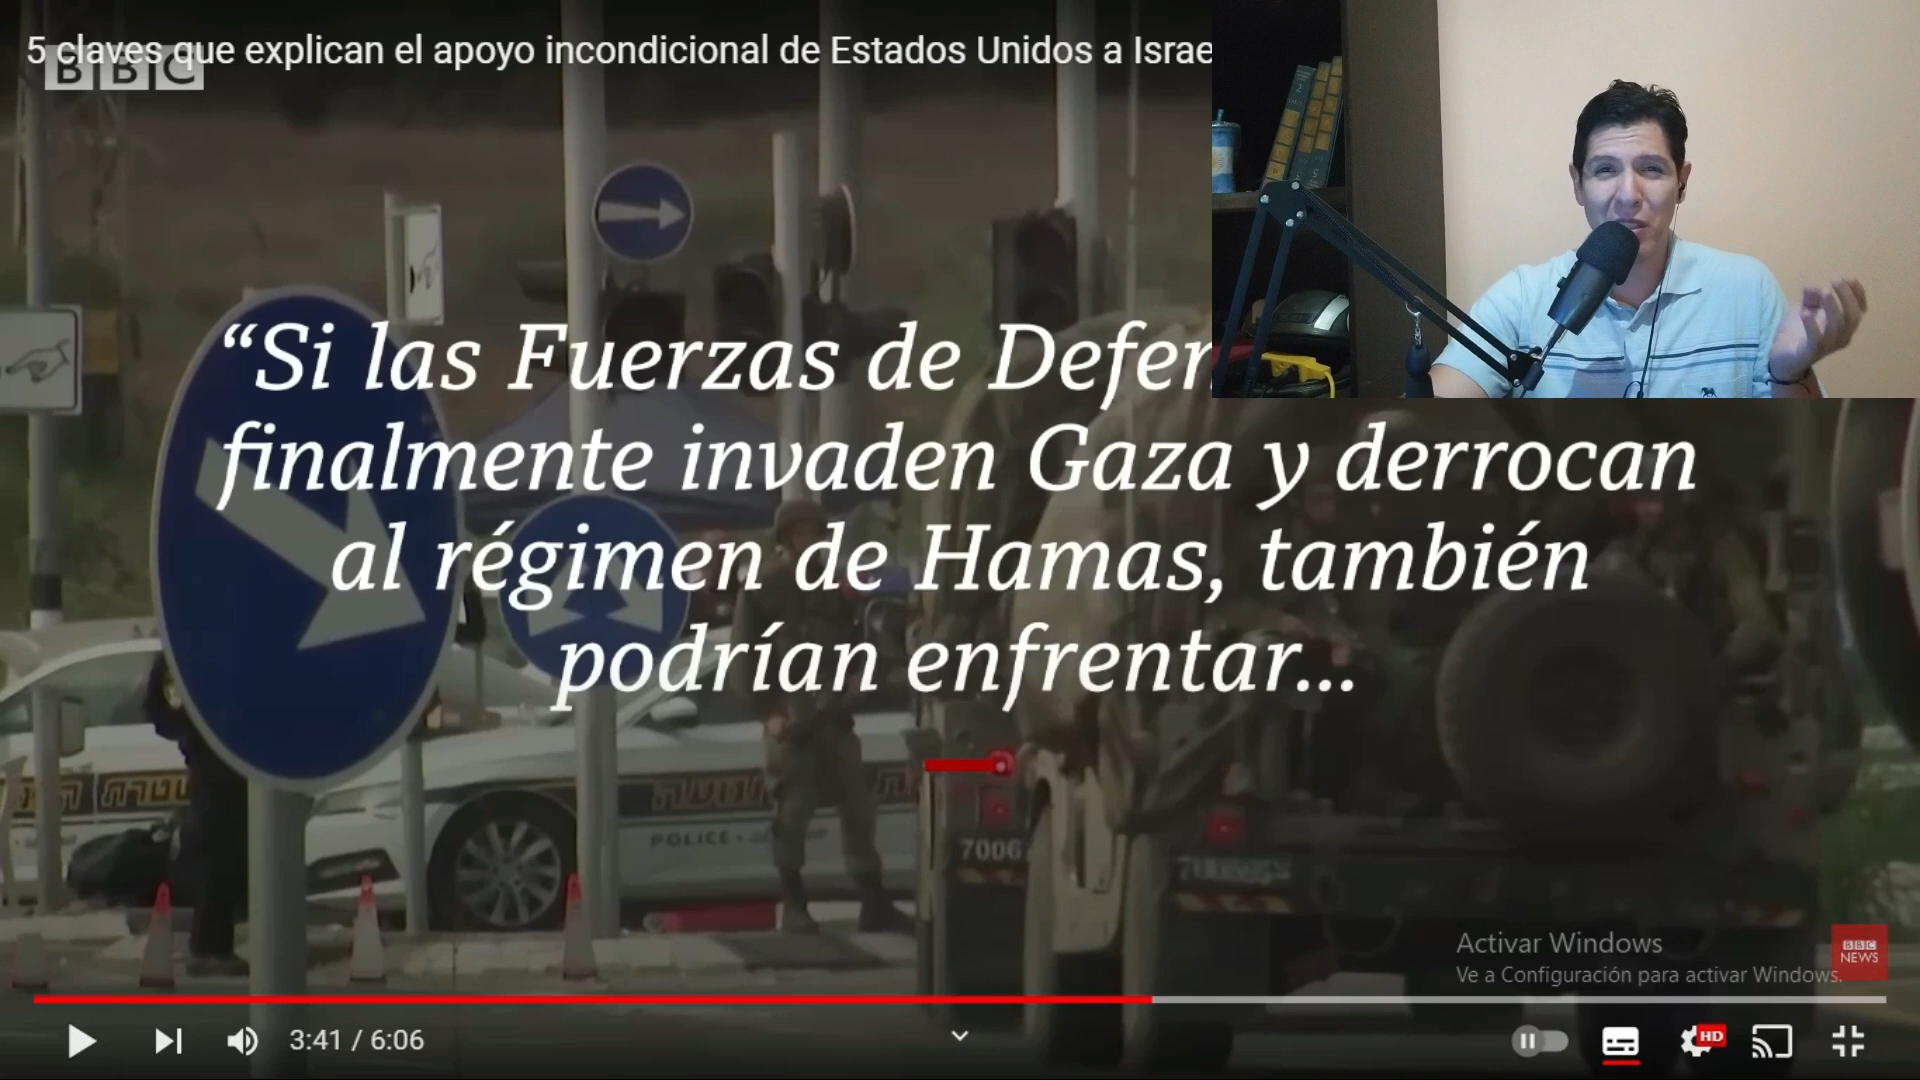 5 claves que explican el apoyo incondicional de Estados Unidos a Israe
BBC
“Si las Fuerzas de Defen
finalmente invaden Gaza y derrocan
al régimen de Hamas, también
podrían enfrentar...
משטרה
POLICE
7006
Activar Windows
Ve a Configuración para activar Windows.
BBC
NEWS
3:41 / 6:06
HD